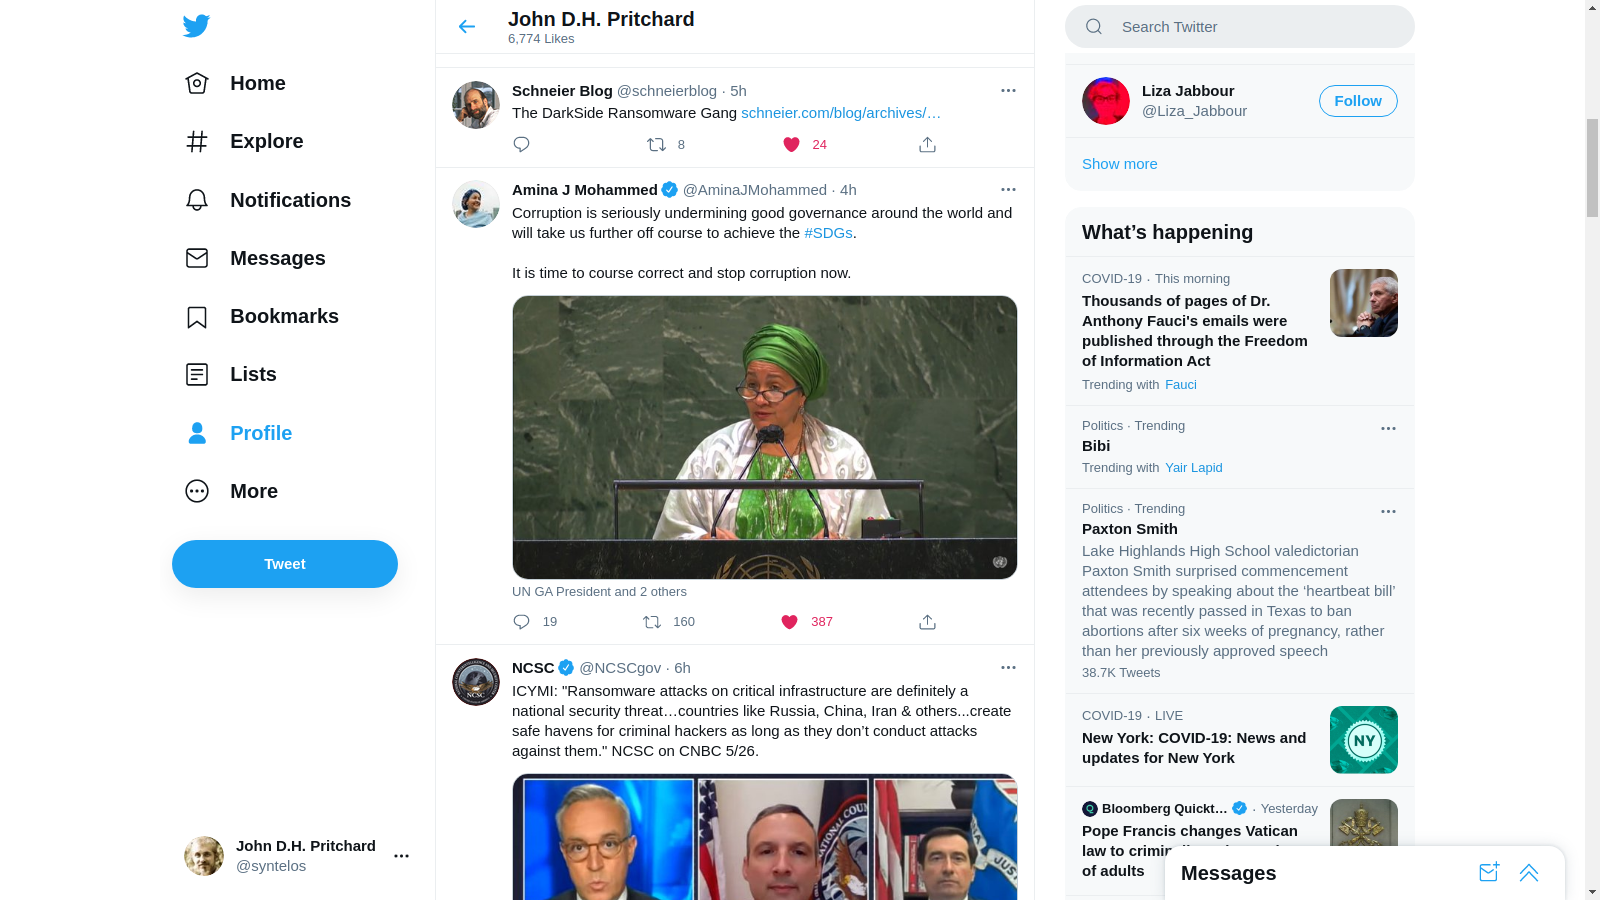 Home
Explore
Notifications
Messages
Bookmarks
Lists
Profile
More
Tweet
John D.H. Pritchard
@syntelos
John D.H. Pritchard
6,774 Likes
Schneier Blog @schneierblog · 5h
The DarkSide Ransomware Gang schneier.com/blog/archives/…
8 24
Amina J Mohammed @AminaJMohammed · 4h
Corruption is seriously undermining good governance around the world and
will take us further off course to achieve the #SDGs.
It is time to course correct and stop corruption now.
UN GA President and 2 others
19 160 387
NCSC @NCSCgov · 6h
ICYMI: "Ransomware attacks on critical infrastructure are definitely a
national security threat…countries like Russia, China, Iran & others...create
safe havens for criminal hackers as long as they don’t conduct attacks
against them." NCSC on CNBC 5/26.
Search Twitter
Liza Jabbour
@Liza_Jabbour
Follow
Show more
What’s happening
COVID-19 · This morning
Thousands of pages of Dr.
Anthony Fauci's emails were
published through the Freedom
of Information Act
Trending with Fauci
Politics · Trending
Bibi
Trending with Yair Lapid
Politics · Trending
Paxton Smith
Lake Highlands High School valedictorian
Paxton Smith surprised commencement
attendees by speaking about the ‘heartbeat bill’
that was recently passed in Texas to ban
abortions after six weeks of pregnancy, rather
than her previously approved speech
38.7K Tweets
COVID-19 · LIVE
New York: COVID-19: News and
updates for New York
NY
Bloomberg Quickt… · Yesterday
Pope Francis changes Vatican
law to
of adults
Messages